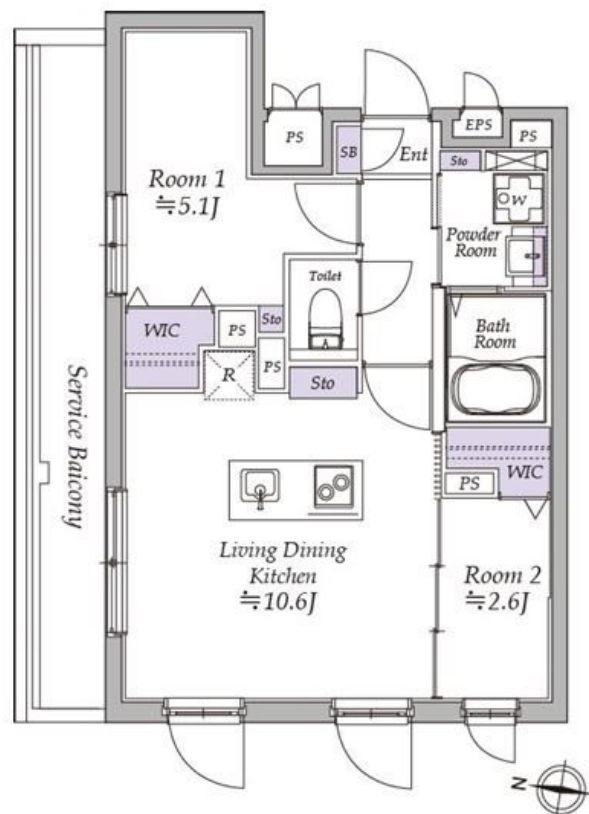 PS
EPS
PS
SB
Ent
Sto
Room 1
≒5.1J
W
Powder
Room
Toilet
Bath
Room
WIC
PS
Sto
PS
R
Sto
Service Baicony
WIC
PS
Living Dining
Kitchen
≒10.6J
Room 2
≒2.6J
N